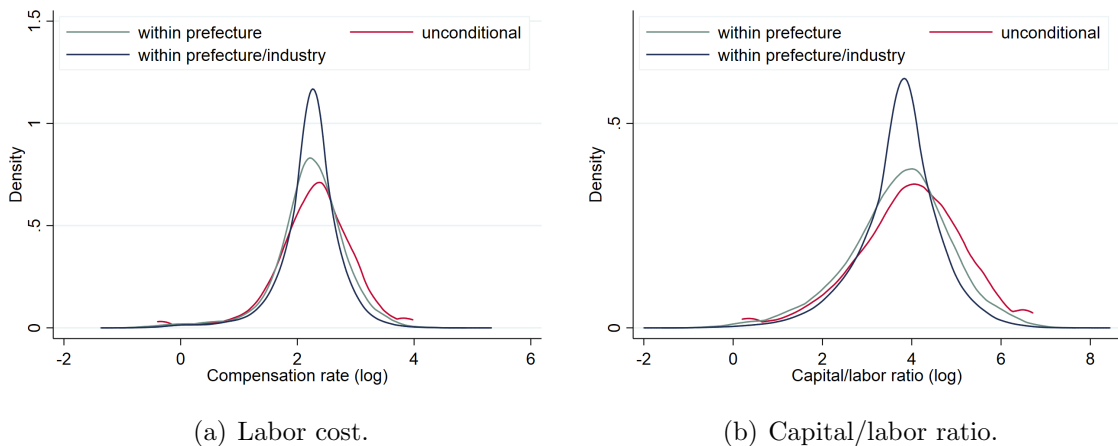 within prefecture
unconditional
within prefecture/industry
1.5
1
.5
0
Density
-2 0 2 4 6
Compensation rate (log)
(a) Labor cost.
within prefecture
unconditional
within prefecture/industry
.5
0
Density
-2 0 2 4 6 8
Capital/labor ratio (log)
(b) Capital/labor ratio.